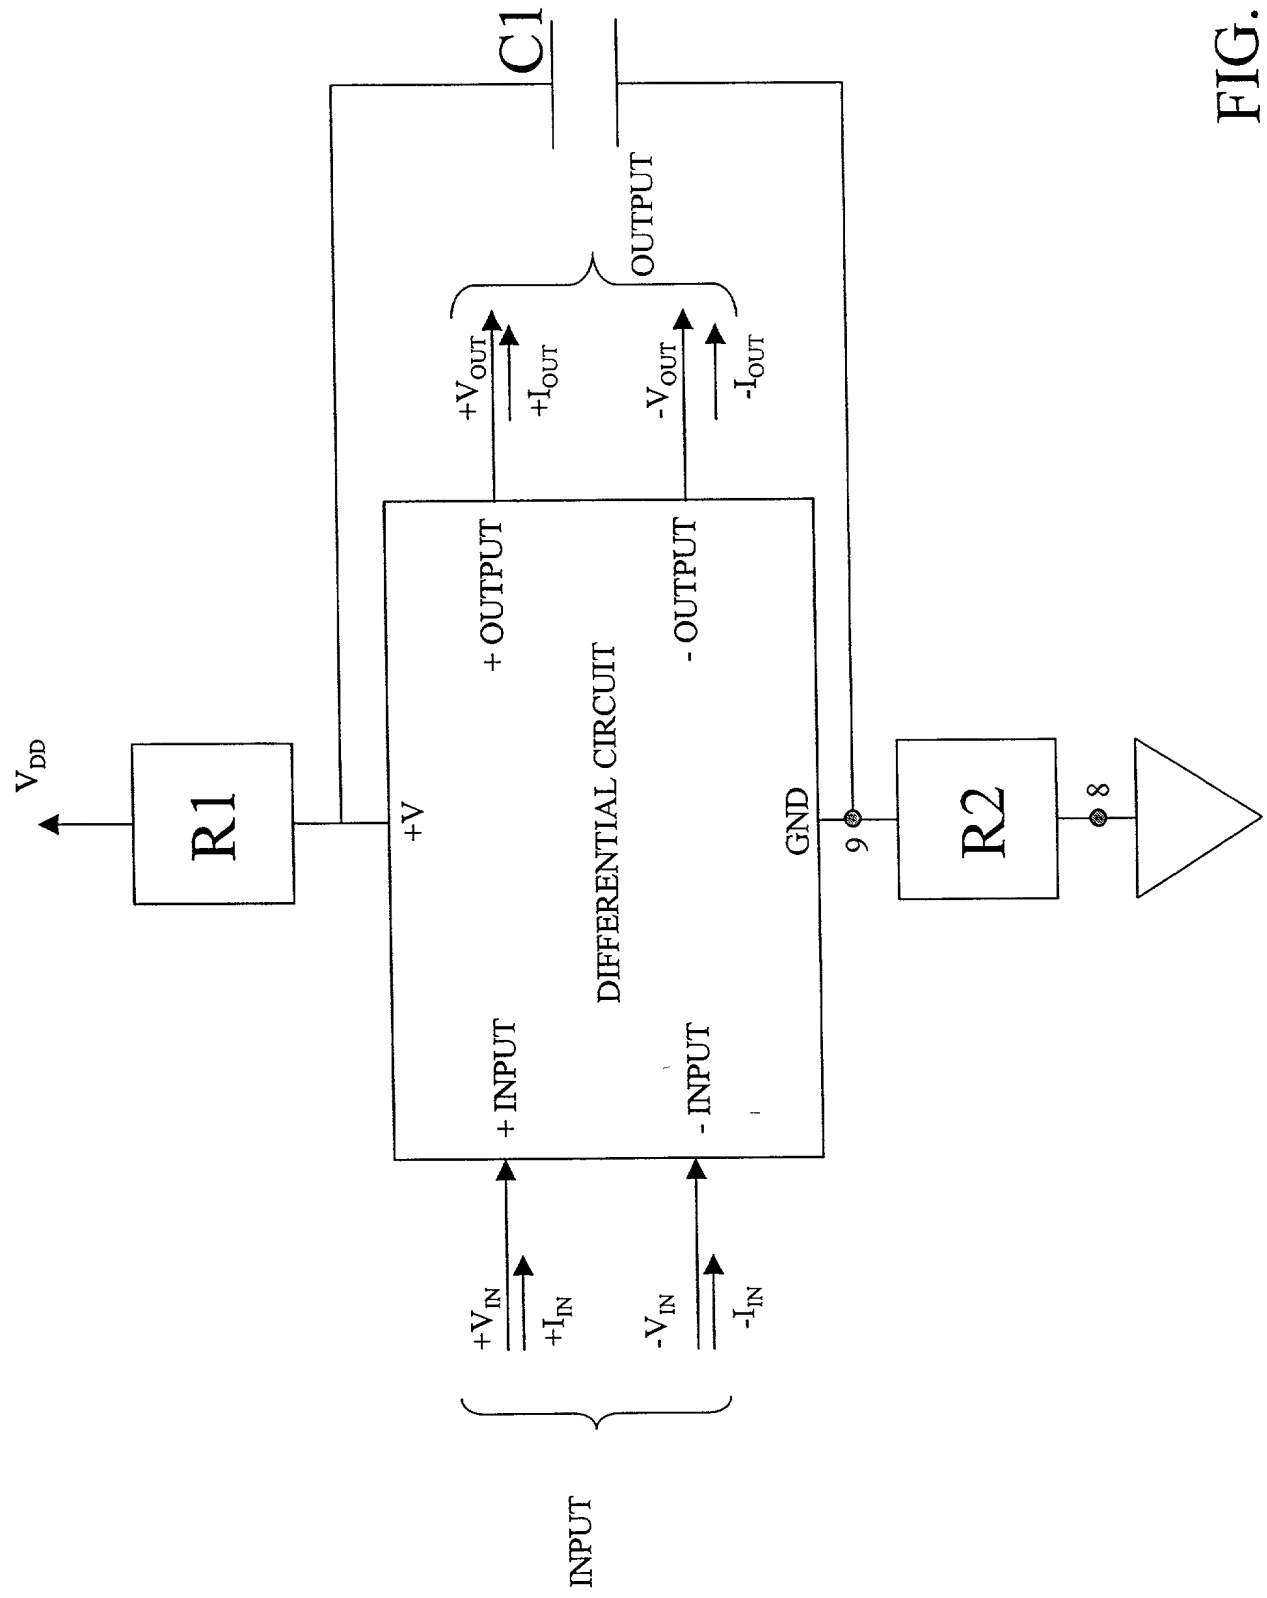 V_DD
R1
+V
C1
+V_OUT
+I_OUT
-V_OUT
-I_OUT
OUTPUT
+ OUTPUT
- OUTPUT
DIFFERENTIAL CIRCUIT
+ INPUT
- INPUT
+V_IN
+I_IN
-V_IN
-I_IN
INPUT
GND
9
R2
8
FIG.